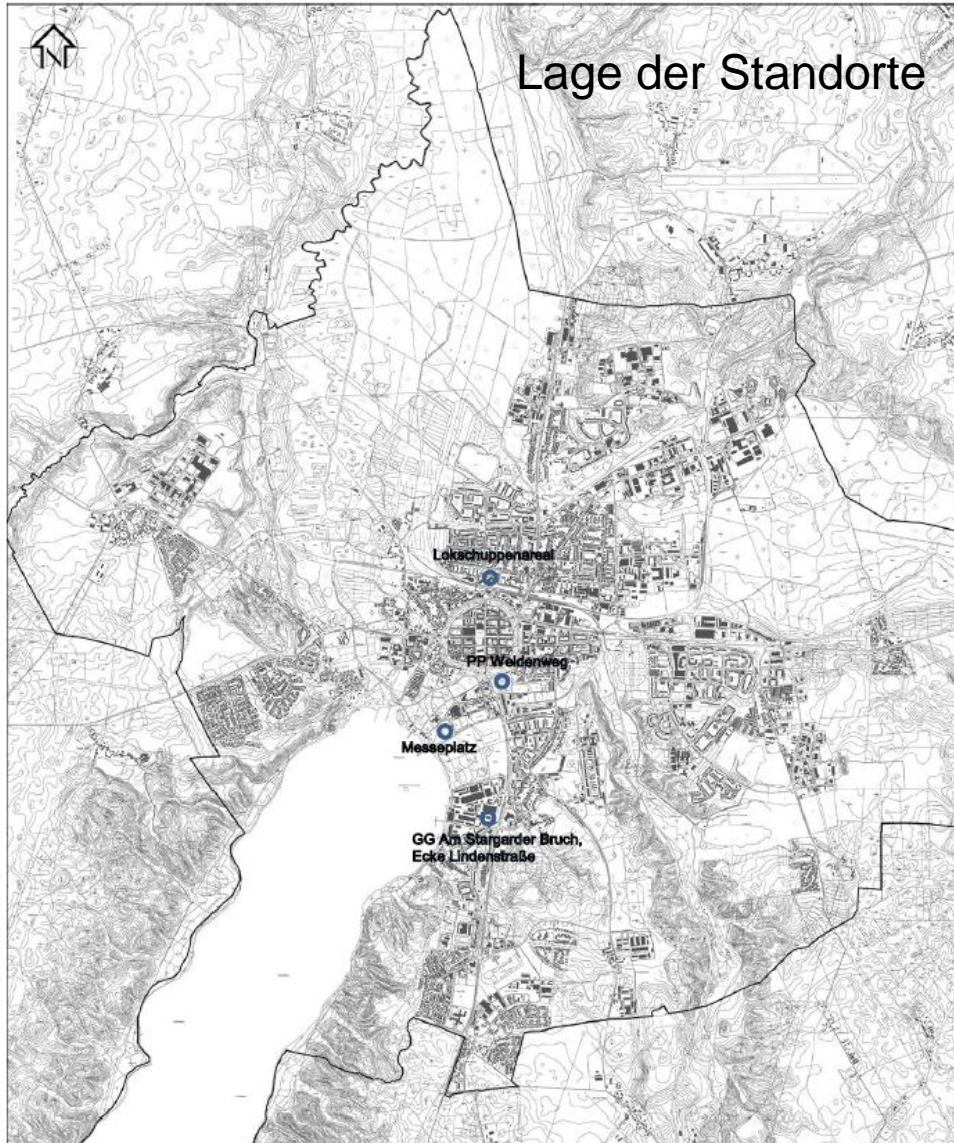 N
Lage der Standorte
Lokschuppenareal
PP Weidenweg
Messeplatz
GG Am Stargarder Bruch,
Ecke Lindenstraße